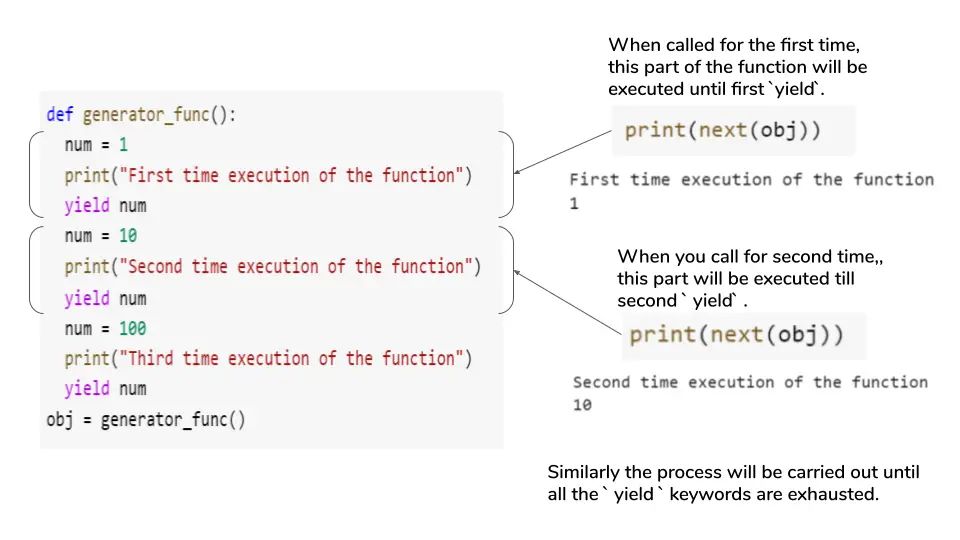 def generator_func():
num = 1
print("First time execution of the function")
yield num
num = 10
print("Second time execution of the function")
yield num
num = 100
print("Third time execution of the function")
yield num
obj = generator_func()
When called for the first time,
this part of the function will be
executed until first `yield`.
print(next(obj))
First time execution of the function
1
When you call for second time,,
this part will be executed till
second ` yield` .
print(next(obj))
Second time execution of the function
10
Similarly the process will be carried out until
all the ` yield ` keywords are exhausted.